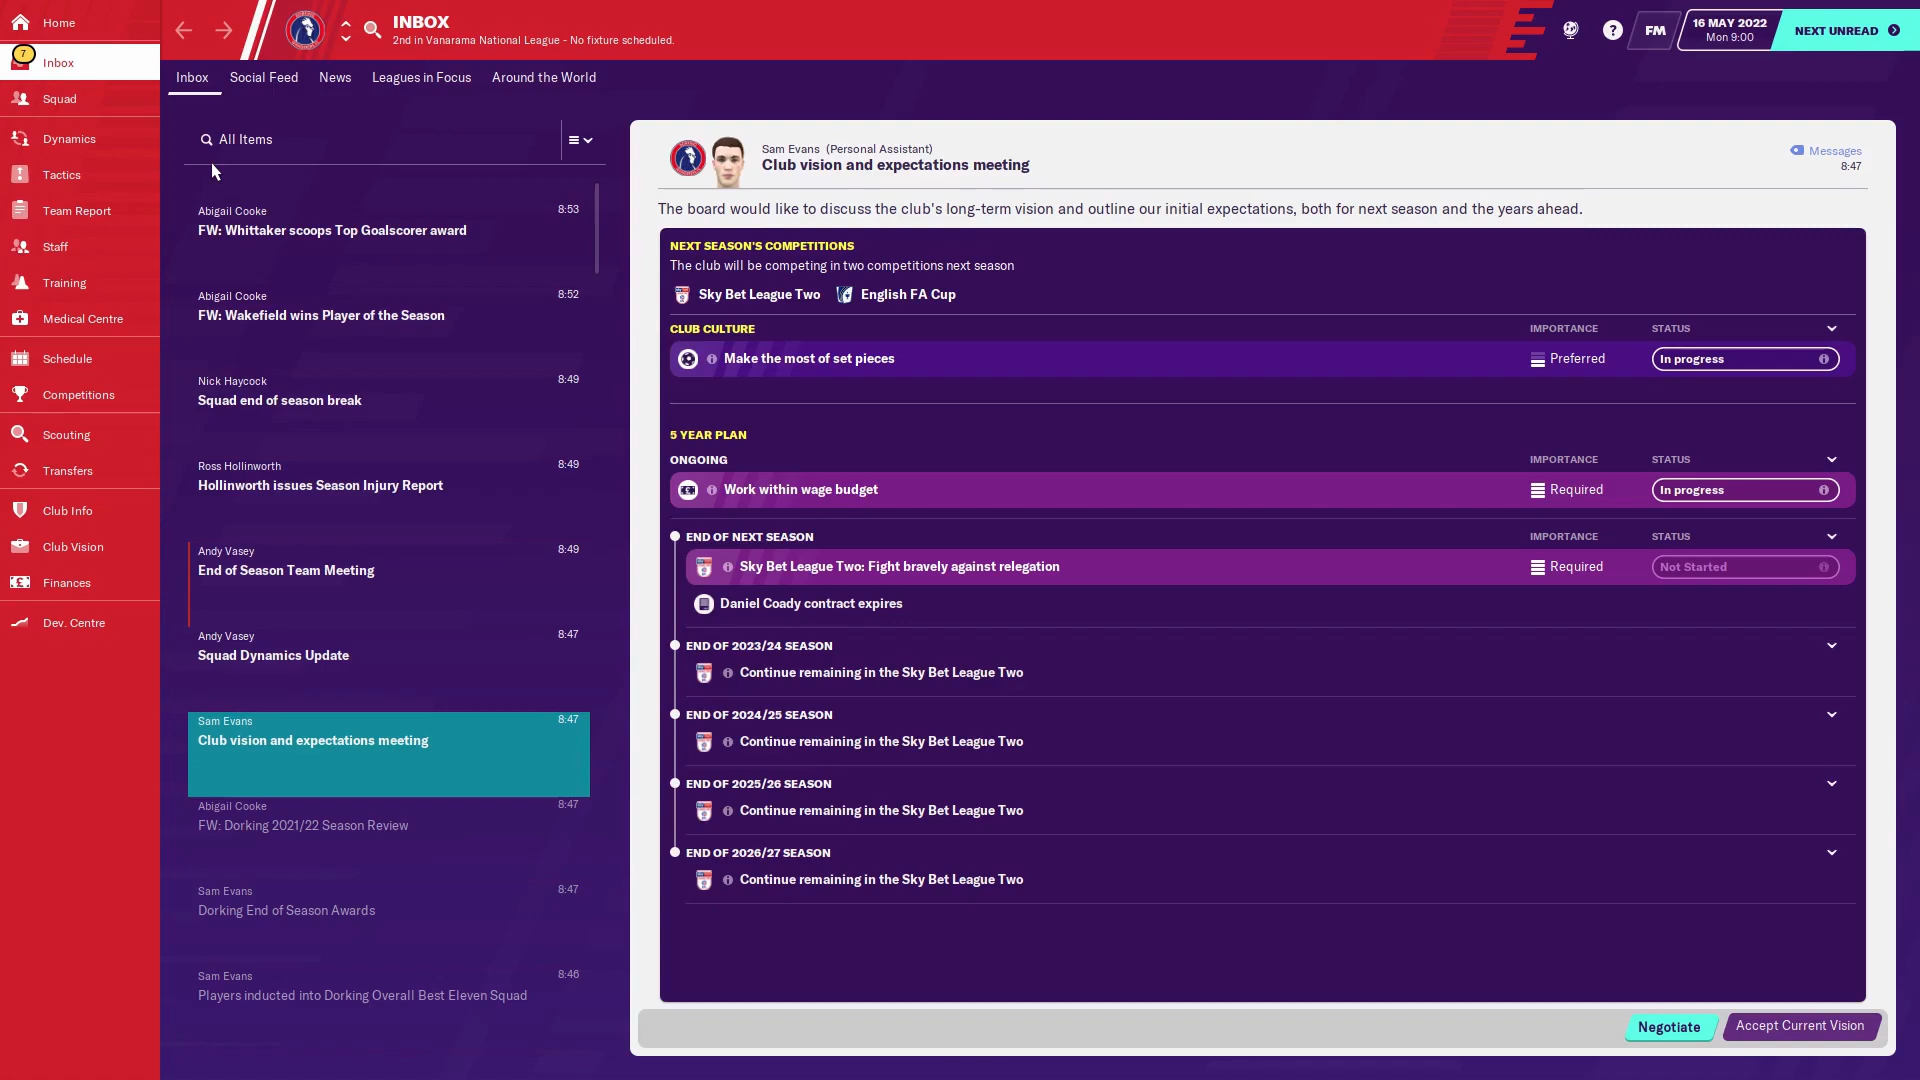 Home
7
Inbox
Squad
Dynamics
Tactics
Team Report
Staff
Training
Medical Centre
Schedule
Competitions
Scouting
Transfers
Club Info
Club Vision
Finances
Dev. Centre
INBOX
2nd in Vanarama National League - No fixture scheduled.
?
FM
16 MAY 2022
Mon 9:00
NEXT UNREAD
Inbox Social Feed News Leagues in Focus Around the World
All Items
Abigail Cooke 8:53
FW: Whittaker scoops Top Goalscorer award
Abigail Cooke 8:52
FW: Wakefield wins Player of the Season
Nick Haycock 8:49
Squad end of season break
Ross Hollinworth 8:49
Hollinworth issues Season Injury Report
Andy Vasey 8:49
End of Season Team Meeting
Andy Vasey 8:47
Squad Dynamics Update
Sam Evans 8:47
Club vision and expectations meeting
Abigail Cooke 8:47
FW: Dorking 2021/22 Season Review
Sam Evans 8:47
Dorking End of Season Awards
Sam Evans 8:46
Players inducted into Dorking Overall Best Eleven Squad
Sam Evans (Personal Assistant)
Club vision and expectations meeting
Messages
8:47
The board would like to discuss the club's long-term vision and outline our initial expectations, both for next season and the years ahead.
NEXT SEASON'S COMPETITIONS
The club will be competing in two competitions next season
Sky Bet League Two English FA Cup
CLUB CULTURE IMPORTANCE STATUS
Make the most of set pieces Preferred In progress
5 YEAR PLAN
ONGOING IMPORTANCE STATUS
Work within wage budget Required In progress
END OF NEXT SEASON IMPORTANCE STATUS
Sky Bet League Two: Fight bravely against relegation Required Not Started
Daniel Coady contract expires
END OF 2023/24 SEASON
Continue remaining in the Sky Bet League Two
END OF 2024/25 SEASON
Continue remaining in the Sky Bet League Two
END OF 2025/26 SEASON
Continue remaining in the Sky Bet League Two
END OF 2026/27 SEASON
Continue remaining in the Sky Bet League Two
Negotiate Accept Current Vision